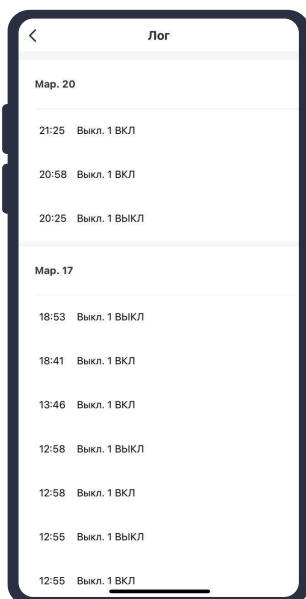 Лог
Мар. 20
21:25 Выкл. 1 ВКЛ
20:58 Выкл. 1 ВКЛ
20:25 Выкл. 1 ВЫКЛ
Мар. 17
18:53 Выкл. 1 ВЫКЛ
18:41 Выкл. 1 ВКЛ
13:46 Выкл. 1 ВКЛ
12:58 Выкл. 1 ВЫКЛ
12:58 Выкл. 1 ВКЛ
12:55 Выкл. 1 ВЫКЛ
12:55 Выкл. 1 ВКЛ